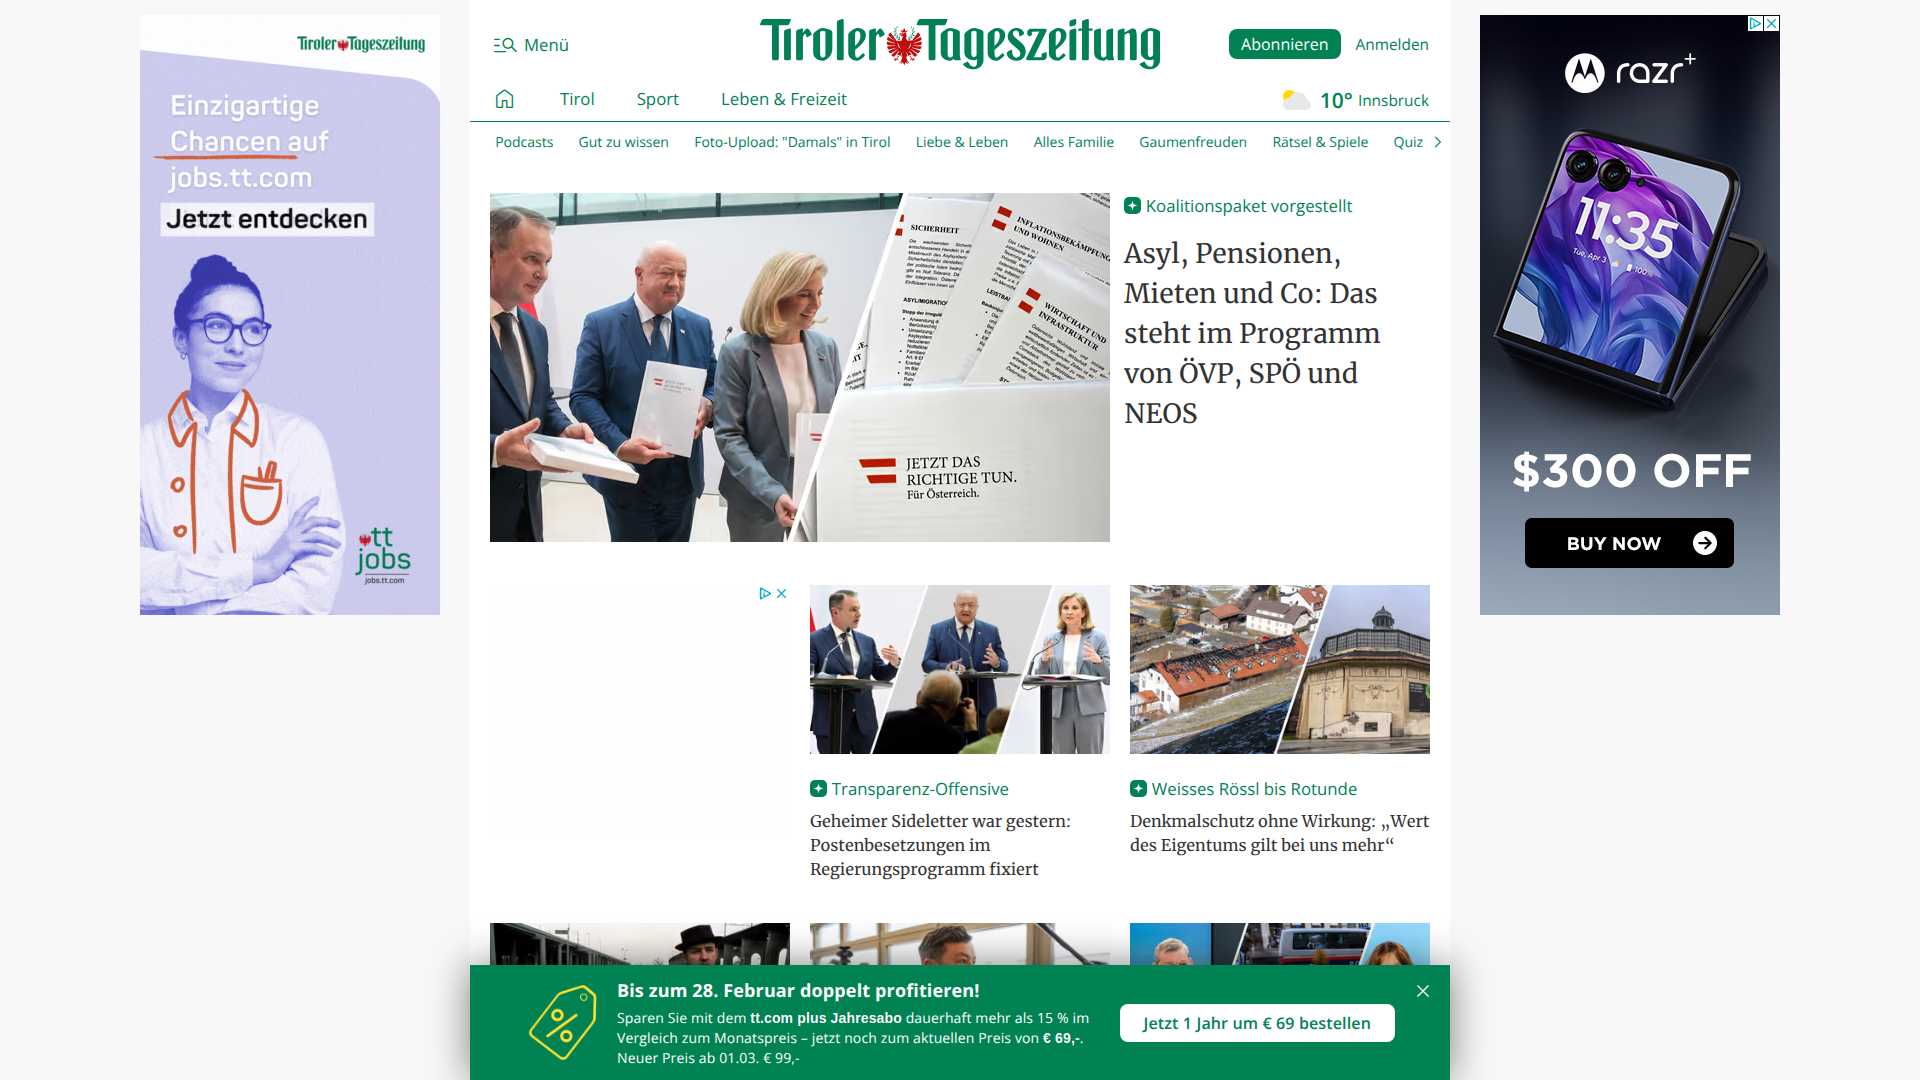 Tiroler Tageszeitung
Einzigartige
Chancen auf
jobs.tt.com
Jetzt entdecken
tt
jobs
jobs.tt.com
Menü
Tiroler Tageszeitung
Abonnieren
Anmelden
Tirol
Sport
Leben & Freizeit
10° Innsbruck
Podcasts
Gut zu wissen
Foto-Upload: "Damals" in Tirol
Liebe & Leben
Alles Familie
Gaumenfreuden
Rätsel & Spiele
Quiz
SICHERHEIT
INFLATIONSBEKÄMPFUNG
UND WOHNEN
WIRTSCHAFT UND
INFRASTRUKTUR
JETZT DAS
RICHTIGE TUN.
Für Österreich.
Koalitionspaket vorgestellt
Asyl, Pensionen,
Mieten und Co: Das
steht im Programm
von ÖVP, SPÖ und
NEOS
Transparenz-Offensive
Geheimer Sideletter war gestern:
Postenbesetzungen im
Regierungsprogramm fixiert
Weisses Rössl bis Rotunde
Denkmalschutz ohne Wirkung: „Wert
des Eigentums gilt bei uns mehr“
Bis zum 28. Februar doppelt profitieren!
Sparen Sie mit dem tt.com plus Jahresabo dauerhaft mehr als 15 % im
Vergleich zum Monatspreis – jetzt noch zum aktuellen Preis von € 69,-.
Neuer Preis ab 01.03. € 99,-
Jetzt 1 Jahr um € 69 bestellen
razr+
11:35
Tue, Apr 3
100%
$300 OFF
BUY NOW